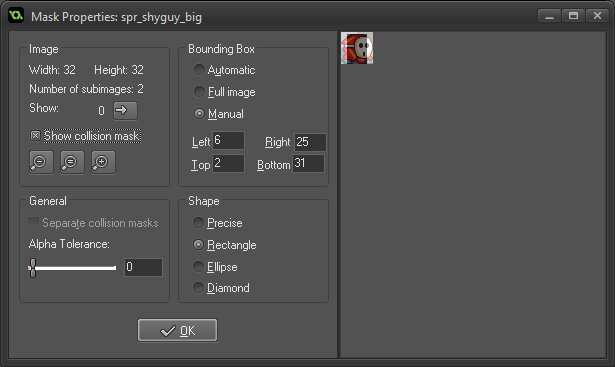 Mask Properties: spr_shyguy_big
Image
Width: 32 Height: 32
Number of subimages: 2
Show: 0
Show collision mask
Bounding Box
Automatic
Full image
Manual
Left 6 Right 25
Top 2 Bottom 31
General
Separate collision masks
Alpha Tolerance:
0
Shape
Precise
Rectangle
Ellipse
Diamond
OK